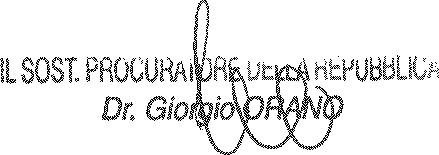 IL SOST. PROCURATORE DELLA REPUBBLICA
Dr. Giorgio ORANO